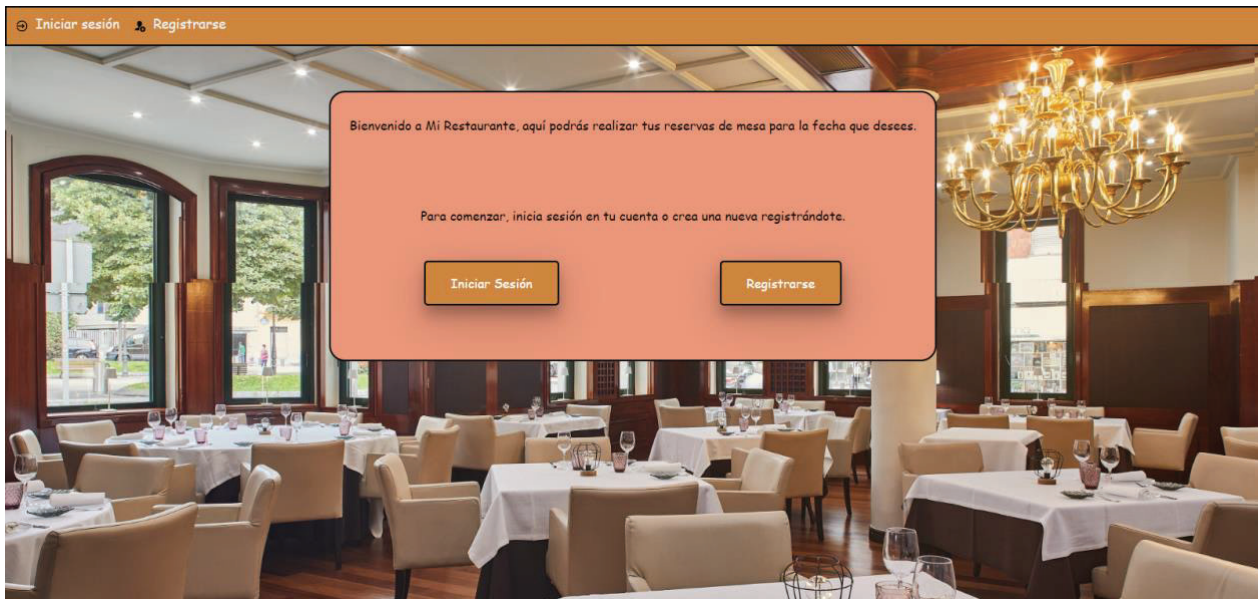 Iniciar sesión Registrarse
Bienvenido a Mi Restaurante, aquí podrás realizar tus reservas de mesa para la fecha que desees.
Para comenzar, inicia sesión en tu cuenta o crea una nueva registrándote.
Iniciar Sesión Registrarse